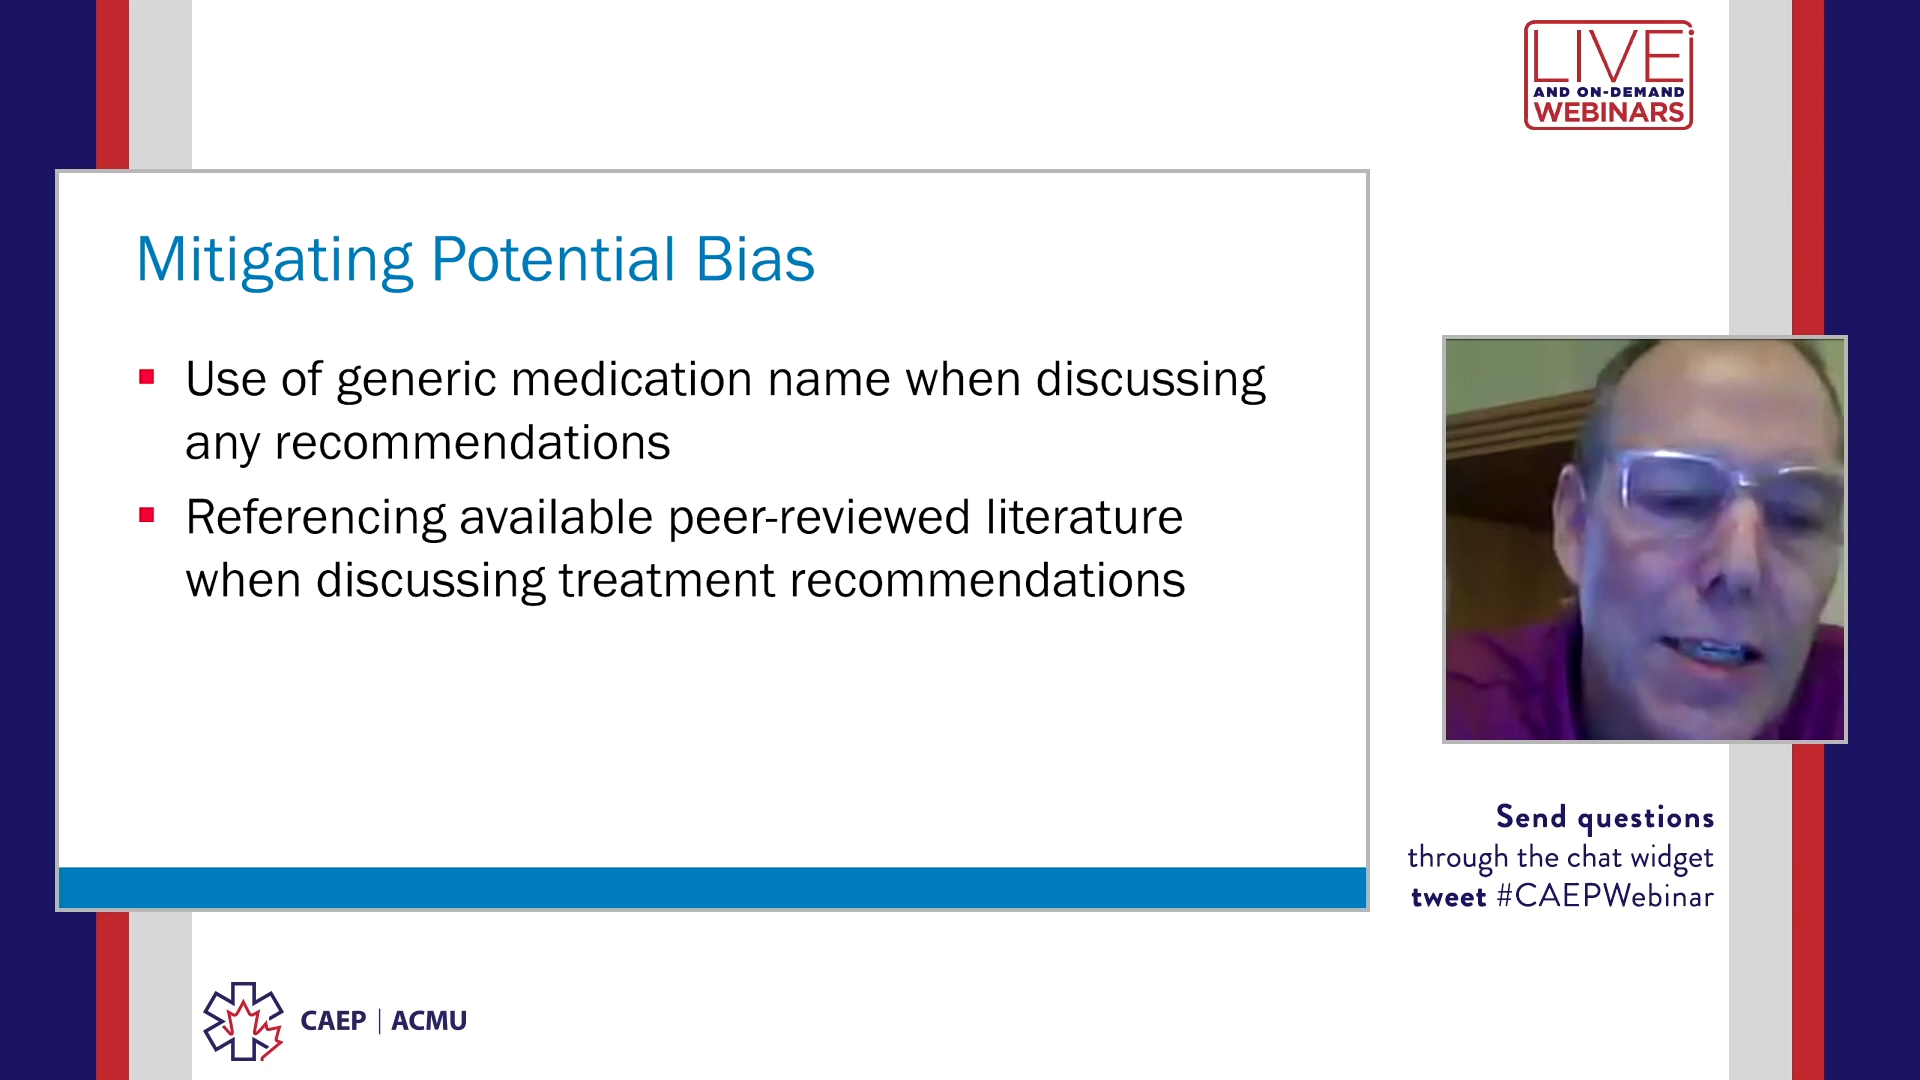 LIVE
AND ON-DEMAND
WEBINARS
Mitigating Potential Bias
Use of generic medication name when discussing
any recommendations
Referencing available peer-reviewed literature
when discussing treatment recommendations
Send questions
through the chat widget
tweet #CAEPWebinar
CAEP | ACMU